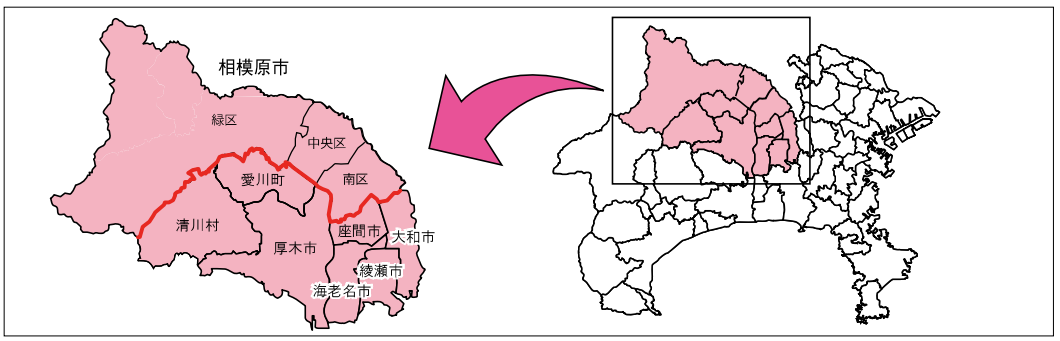 相模原市
緑区
中央区
南区
愛川町
清川村
厚木市
座間市
大和市
綾瀬市
海老名市